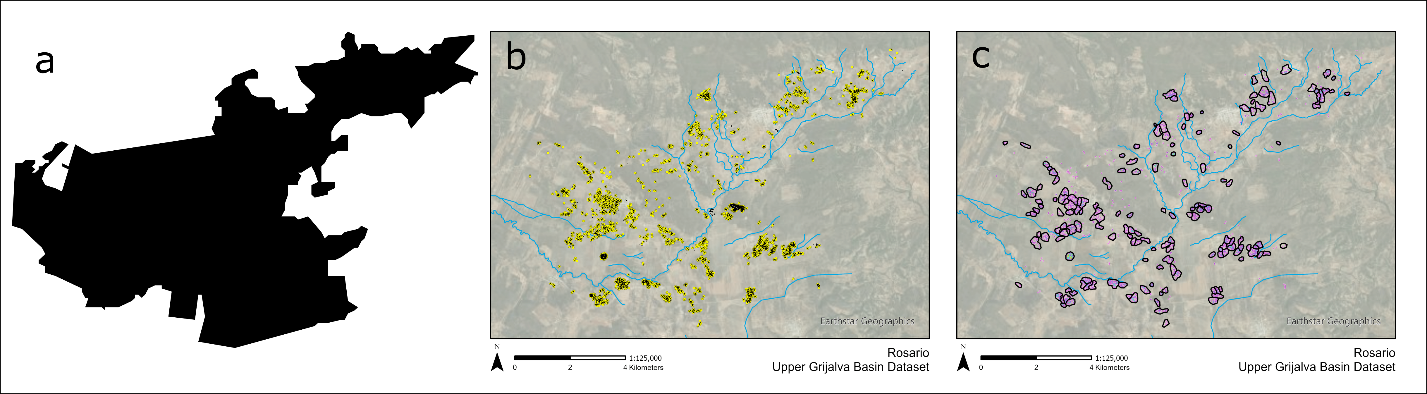 a
b
Earthstar Geographics
N
1:125,000
0 2 4 Kilometers
Rosario
Upper Grijalva Basin Dataset
c
Earthstar Geographics
N
1:125,000
0 2 4 Kilometers
Rosario
Upper Grijalva Basin Dataset